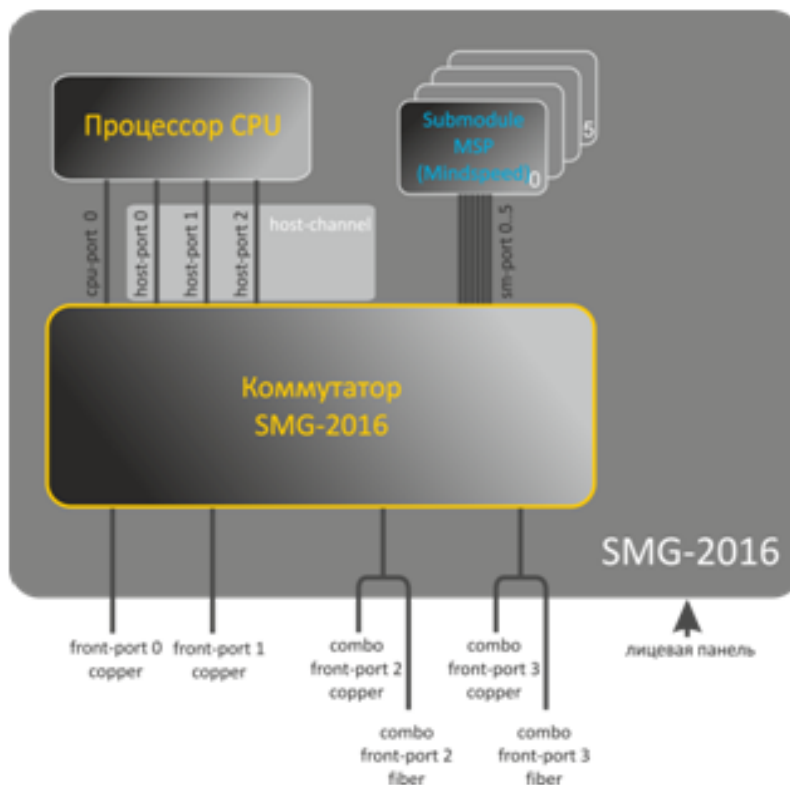 Процессор CPU
Submodule
MSP
(Mindspeed)
0
5
cpu-port 0
host-port 0
host-port 1
host-port 2
host-channel
sm-port 0..5
Коммутатор
SMG-2016
SMG-2016
front-port 0
copper
front-port 1
copper
combo
front-port 2
copper
combo
front-port 3
copper
лицевая панель
combo
front-port 2
fiber
combo
front-port 3
fiber